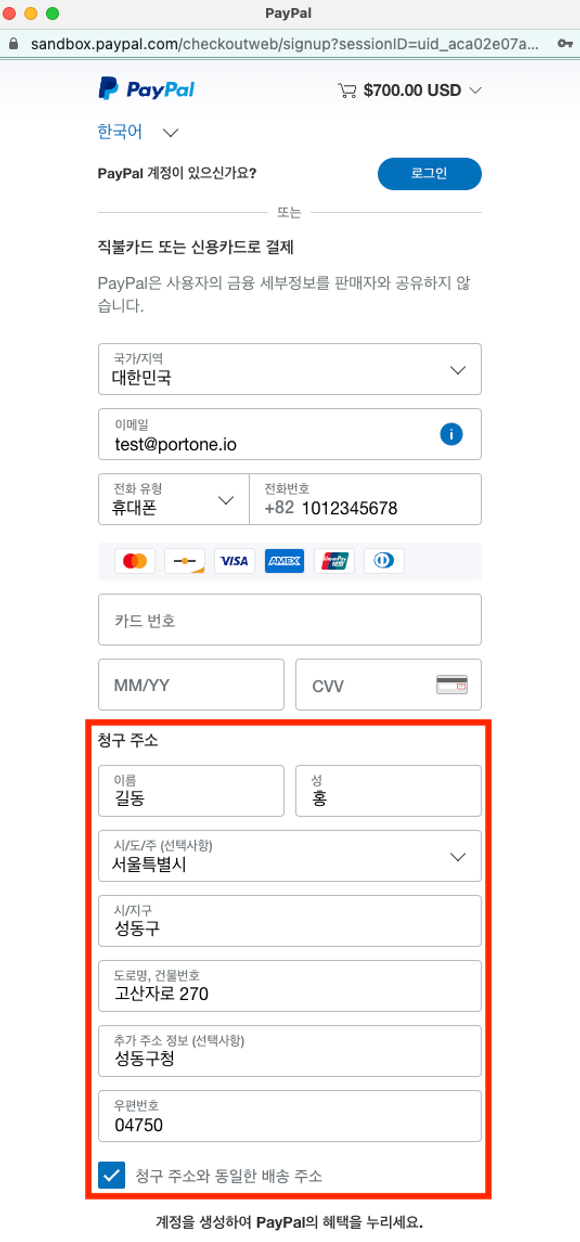 PayPal
sandbox.paypal.com/checkoutweb/signup?sessionID=uid_aca02e07a...
PayPal $700.00 USD
한국어
PayPal 계정이 있으신가요? 로그인
또는
직불카드 또는 신용카드로 결제
PayPal은 사용자의 금융 세부정보를 판매자와 공유하지 않
습니다.
국가/지역
대한민국
이메일
test@portone.io
전화 유형 전화번호
휴대폰 +82 1012345678
VISA AMEX UnionPay 银联
카드 번호
MM/YY CVV
청구 주소
이름 성
길동 홍
시/도/주 (선택사항)
서울특별시
시/지구
성동구
도로명, 건물번호
고산자로 270
추가 주소 정보 (선택사항)
성동구청
우편번호
04750
청구 주소와 동일한 배송 주소
계정을 생성하여 PayPal의 혜택을 누리세요.